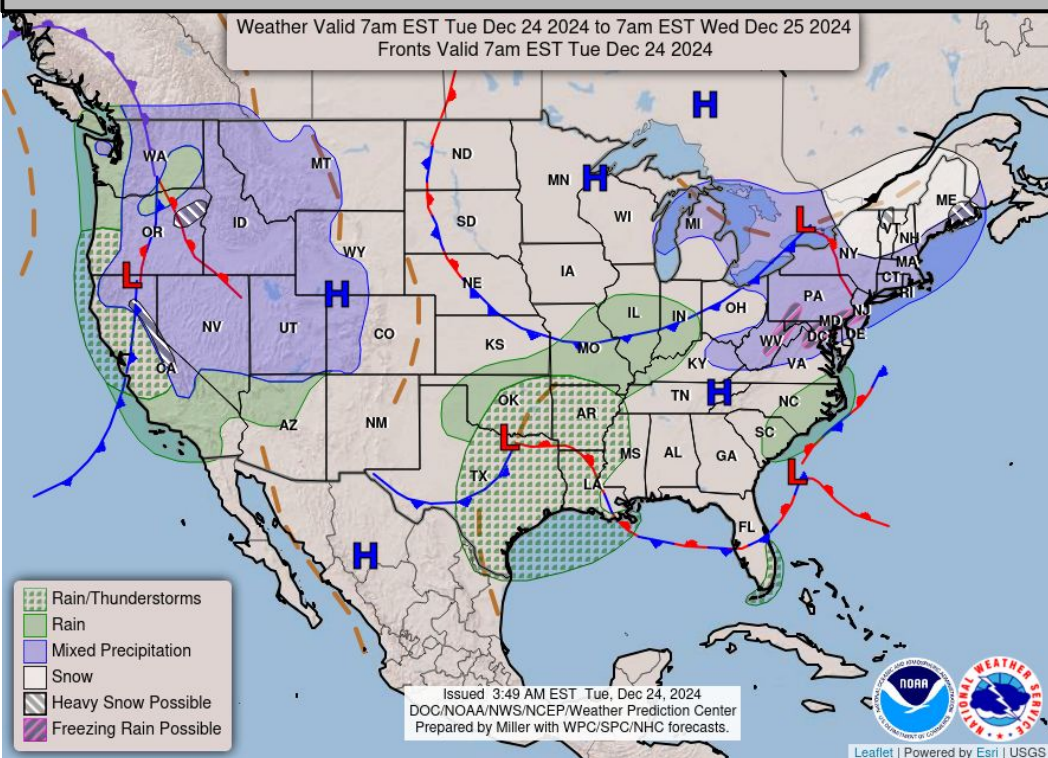 Weather Valid 7am EST Tue Dec 24 2024 to 7am EST Wed Dec 25 2024
Fronts Valid 7am EST Tue Dec 24 2024
H
WA
MT
ND
MN
H
OR
ID
SD
WI
MI
L
VT
ME
NH
NY
MA
CT
RI
L
WY
H
NE
IA
NV
UT
CO
IL
IN
OH
PA
NJ
MD
DE
DC
WV
VA
CA
KS
MO
KY
TN
H
NC
AZ
NM
OK
AR
SC
L
TX
MS
AL
GA
LA
L
FL
H
Rain/Thunderstorms
Rain
Mixed Precipitation
Snow
Heavy Snow Possible
Freezing Rain Possible
Issued 3:49 AM EST Tue, Dec 24, 2024
DOC/NOAA/NWS/NCEP/Weather Prediction Center
Prepared by Miller with WPC/SPC/NHC forecasts.
NOAA
NATIONAL WEATHER SERVICE
Leaflet | Powered by Esri | USGS